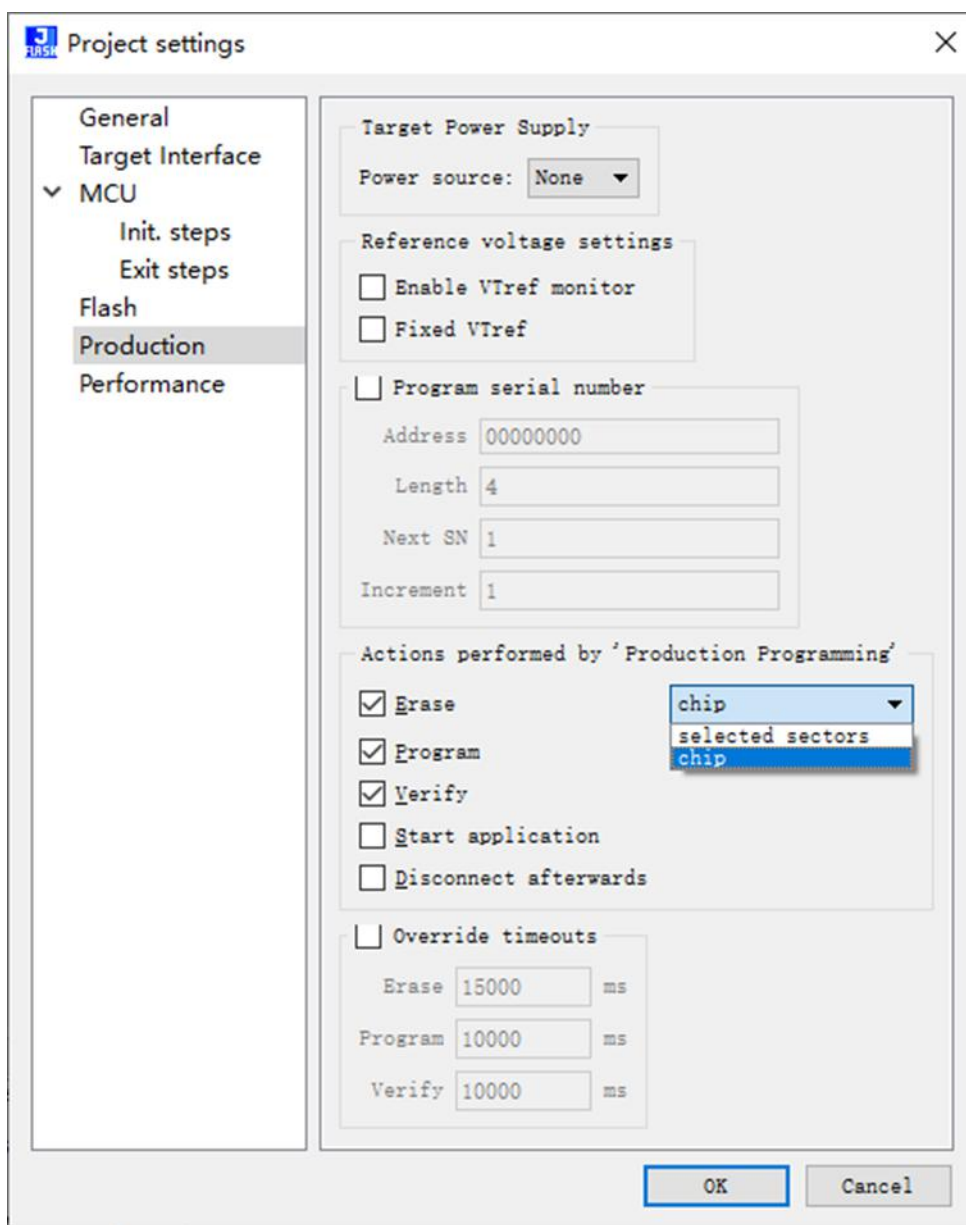 J
FLASH
Project settings
General
Target Interface
MCU
Init. steps
Exit steps
Flash
Production
Performance
Target Power Supply
Power source: None
Reference voltage settings
Enable VTref monitor
Fixed VTref
Program serial number
Address 00000000
Length 4
Next SN 1
Increment 1
Actions performed by 'Production Programming'
Erase chip
selected sectors
Program
chip
Verify
Start application
Disconnect afterwards
Override timeouts
Erase 15000 ms
Program 10000 ms
Verify 10000 ms
OK Cancel